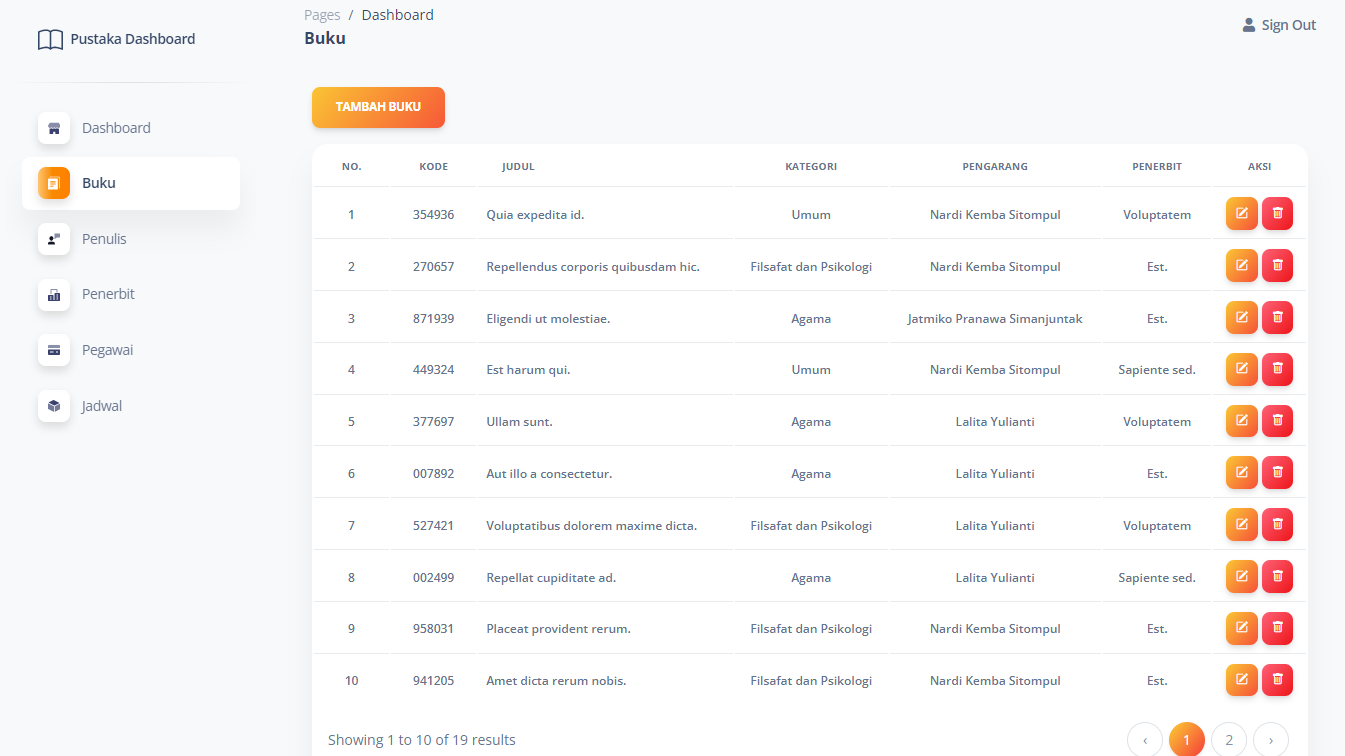 Pustaka Dashboard
Dashboard
Buku
Penulis
Penerbit
Pegawai
Jadwal
Pages / Dashboard
Buku
Sign Out
TAMBAH BUKU
NO. KODE JUDUL KATEGORI PENGARANG PENERBIT AKSI
1 354936 Quia expedita id. Umum Nardi Kemba Sitompul Voluptatem
2 270657 Repellendus corporis quibusdam hic. Filsafat dan Psikologi Nardi Kemba Sitompul Est.
3 871939 Eligendi ut molestiae. Agama Jatmiko Pranawa Simanjuntak Est.
4 449324 Est harum qui. Umum Nardi Kemba Sitompul Sapiente sed.
5 377697 Ullam sunt. Agama Lalita Yulianti Voluptatem
6 007892 Aut illo a consectetur. Agama Lalita Yulianti Est.
7 527421 Voluptatibus dolorem maxime dicta. Filsafat dan Psikologi Lalita Yulianti Voluptatem
8 002499 Repellat cupiditate ad. Agama Lalita Yulianti Sapiente sed.
9 958031 Placeat provident rerum. Filsafat dan Psikologi Nardi Kemba Sitompul Est.
10 941205 Amet dicta rerum nobis. Filsafat dan Psikologi Nardi Kemba Sitompul Est.
Showing 1 to 10 of 19 results
‹ 1 2 ›